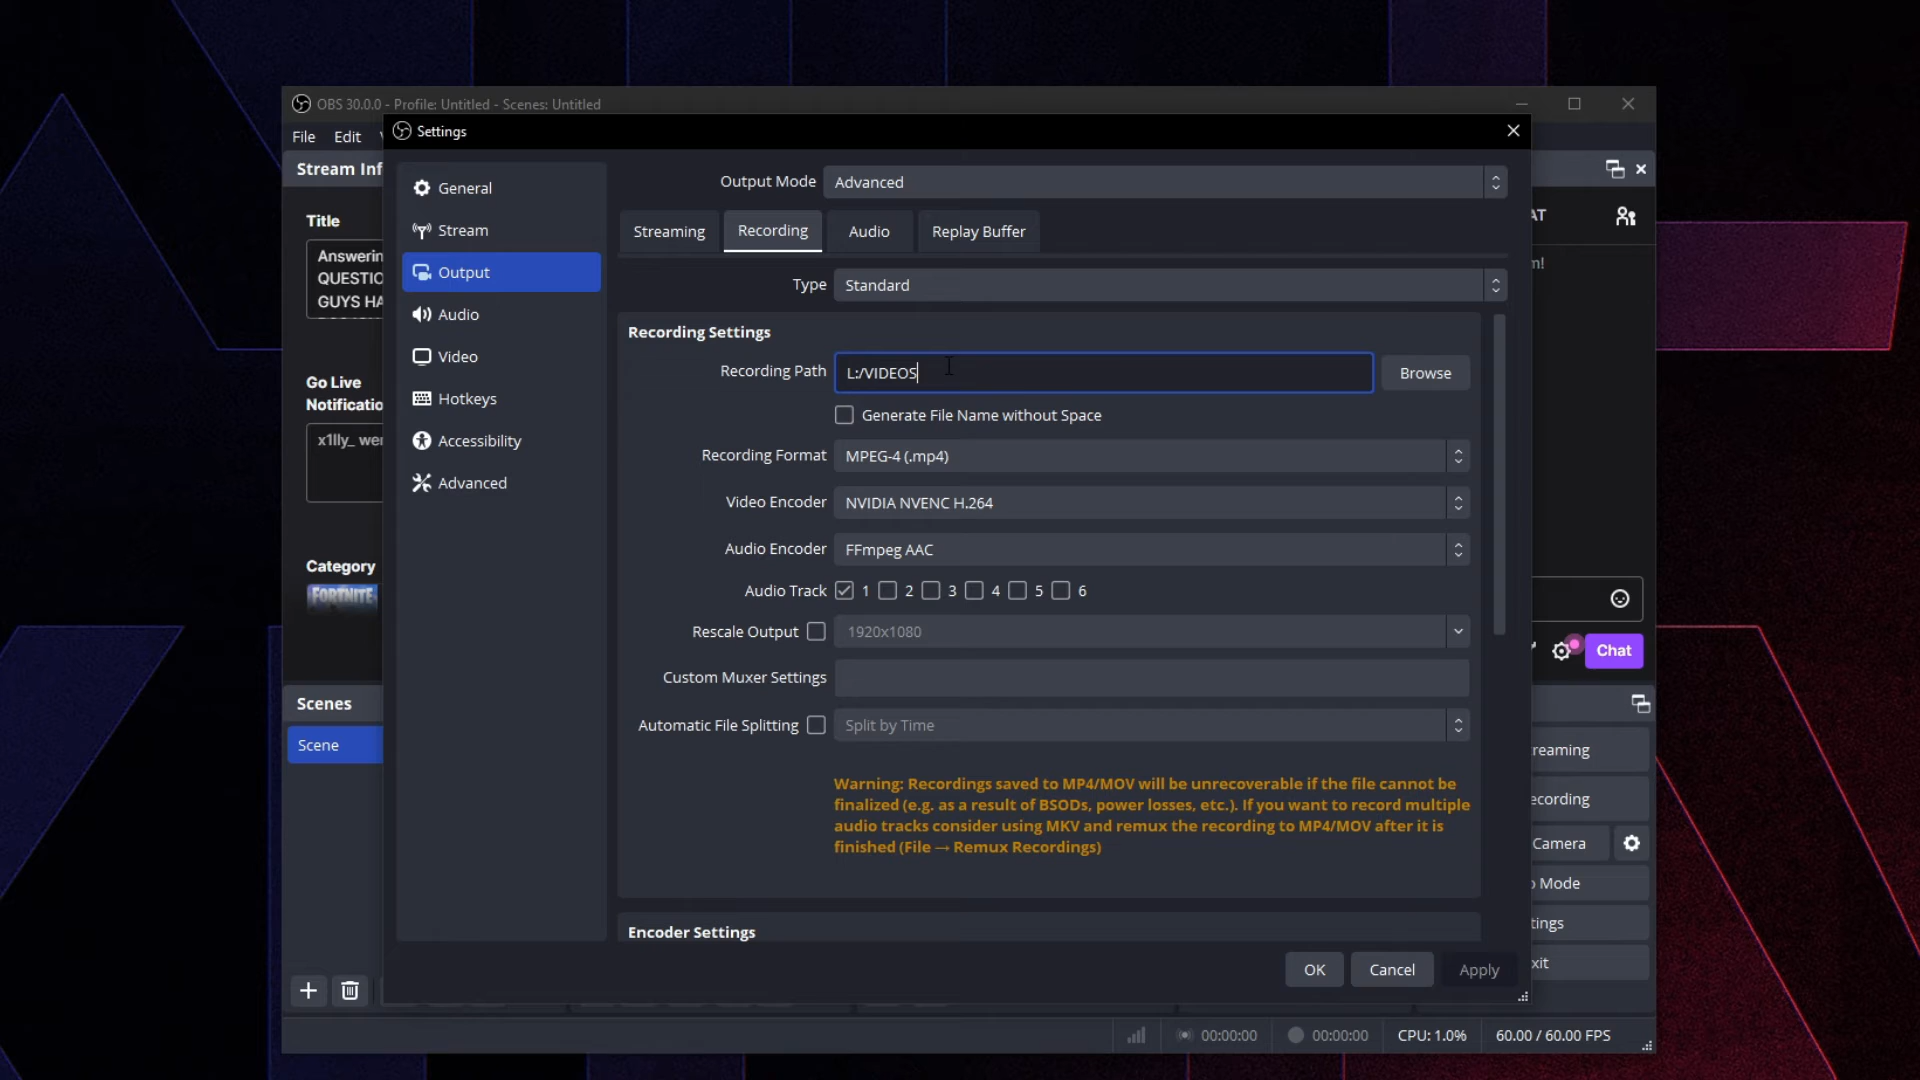 OBS 30.0.0 - Profile: Untitled - Scenes: Untitled
File Edit
Settings
Stream Inf
Title
Answerin
QUESTIO
GUYS HA
Go Live
Notificatio
x1lly_ wen
Category
FORTNITE
Scenes
Scene
General
Stream
Output
Audio
Video
Hotkeys
Accessibility
Advanced
Output Mode Advanced
Streaming Recording Audio Replay Buffer
Type Standard
Recording Settings
Recording Path L:/VIDEOS Browse
Generate File Name without Space
Recording Format MPEG-4 (.mp4)
Video Encoder NVIDIA NVENC H.264
Audio Encoder FFmpeg AAC
Audio Track 1 2 3 4 5 6
Rescale Output 1920x1080
Custom Muxer Settings
Automatic File Splitting Split by Time
Warning: Recordings saved to MP4/MOV will be unrecoverable if the file cannot be
finalized (e.g. as a result of BSODs, power losses, etc.). If you want to record multiple
audio tracks consider using MKV and remux the recording to MP4/MOV after it is
finished (File → Remux Recordings)
Encoder Settings
OK Cancel Apply
AT
m!
Chat
reaming
ecording
Camera
o Mode
tings
xit
00:00:00 00:00:00 CPU: 1.0% 60.00 / 60.00 FPS